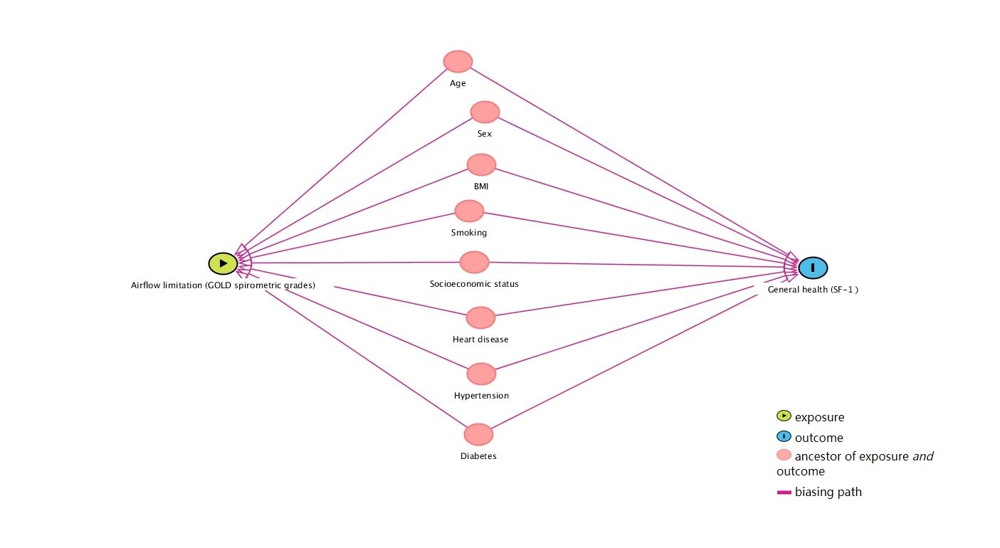 Age
Sex
BMI
Smoking
Socioeconomic status
Airflow limitation (GOLD spirometric grades)
General health (SF-1 )
Heart disease
Hypertension
Diabetes
exposure
outcome
ancestor of exposure and
outcome
biasing path